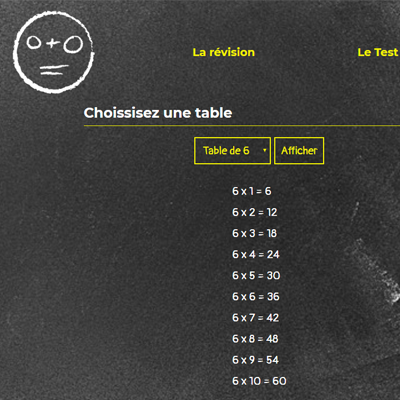 La révision
Le Test
Choissisez une table
Table de 6
Afficher
6 x 1 = 6
6 x 2 = 12
6 x 3 = 18
6 x 4 = 24
6 x 5 = 30
6 x 6 = 36
6 x 7 = 42
6 x 8 = 48
6 x 9 = 54
6 x 10 = 60